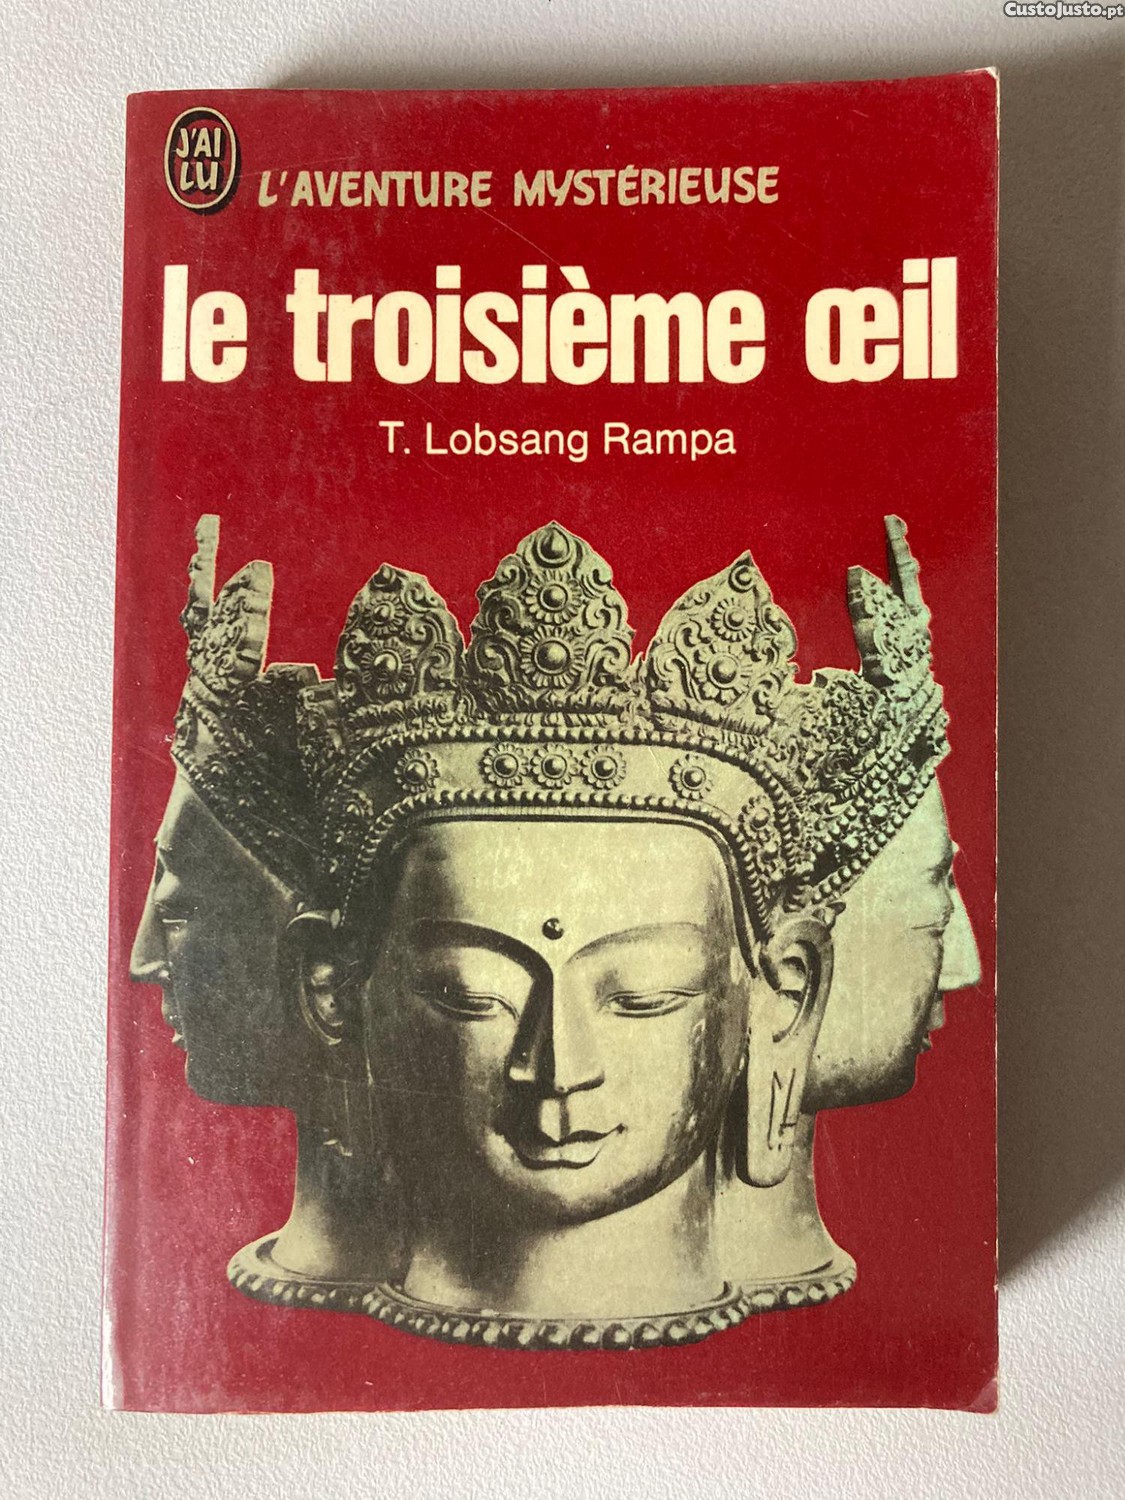 CustoJusto.pt
J'AI
LU
L'AVENTURE MYSTÉRIEUSE
le troisième œil
T. Lobsang Rampa